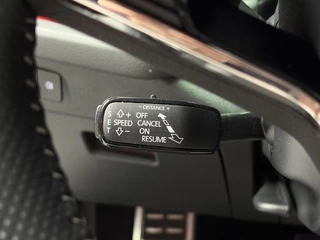 - DISTANCE +
S ⇧+ OFF
E SPEED CANCEL
T ⇩- ON
RESUME